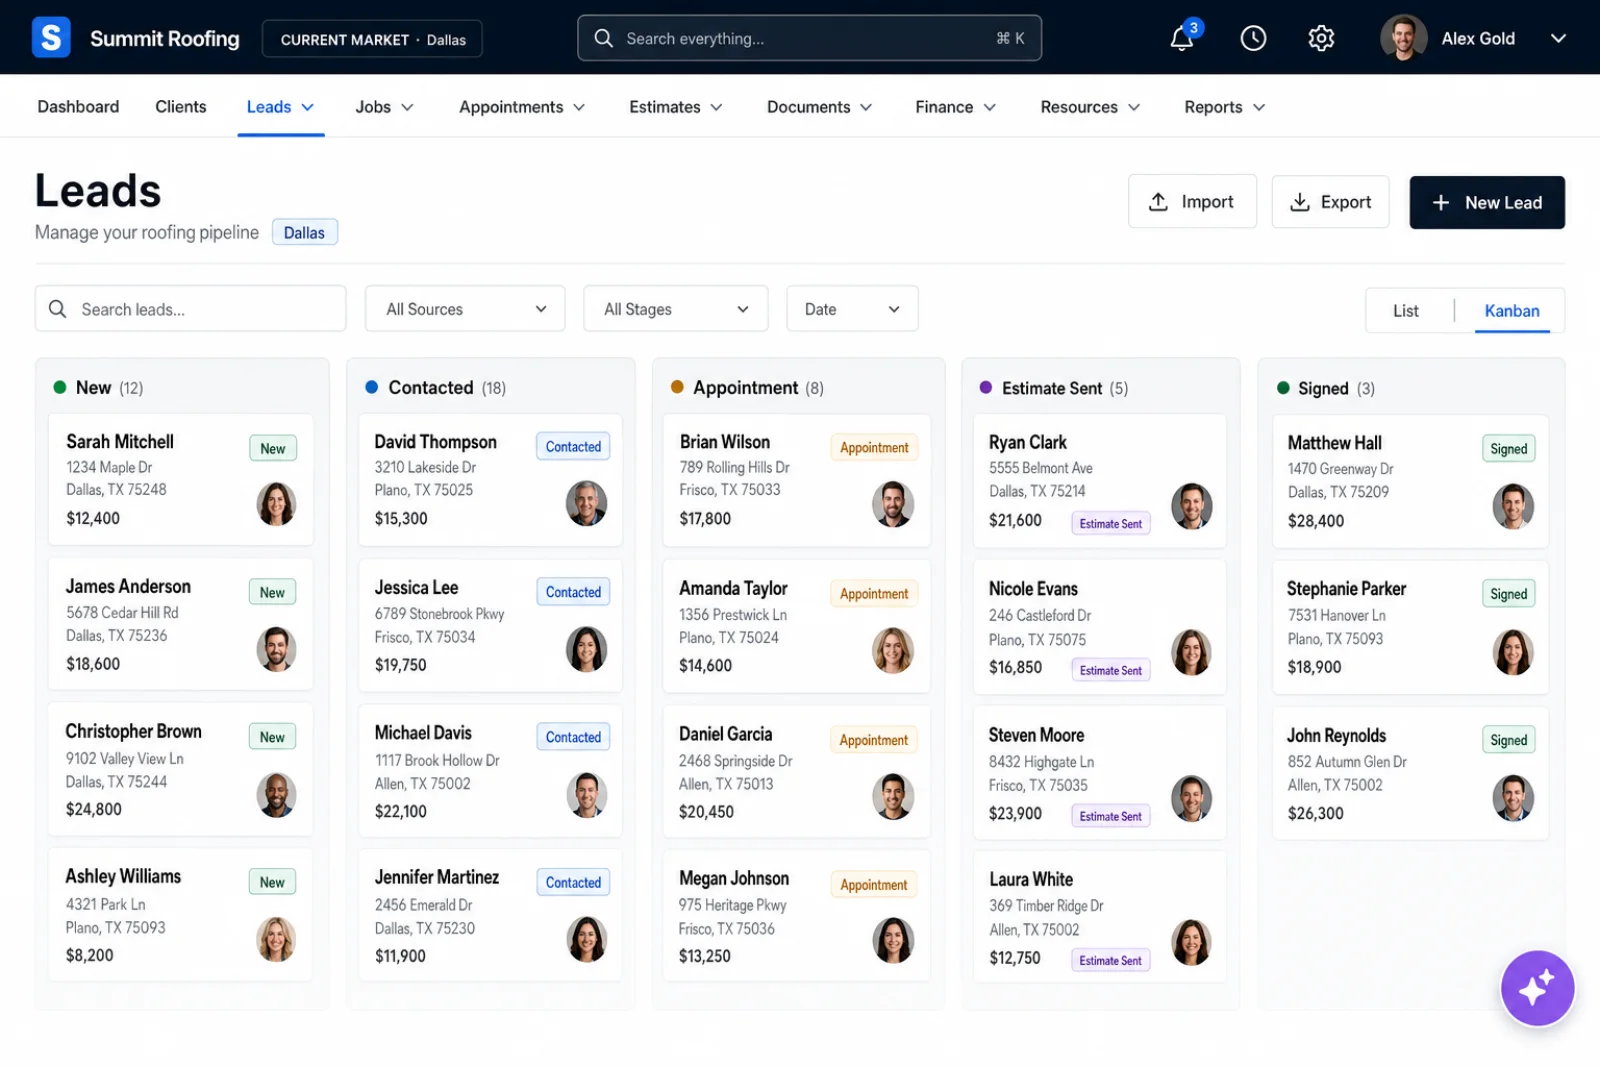 S
Summit Roofing
CURRENT MARKET · Dallas
Search everything...
⌘ K
3
Alex Gold
Dashboard
Clients
Leads
Jobs
Appointments
Estimates
Documents
Finance
Resources
Reports
Leads
Manage your roofing pipeline
Dallas
Import
Export
+ New Lead
Search leads...
All Sources
All Stages
Date
List
Kanban
New (12)
Sarah Mitchell
New
1234 Maple Dr
Dallas, TX 75248
$12,400
James Anderson
New
5678 Cedar Hill Rd
Dallas, TX 75236
$18,600
Christopher Brown
New
9102 Valley View Ln
Dallas, TX 75244
$24,800
Ashley Williams
New
4321 Park Ln
Plano, TX 75093
$8,200
Contacted (18)
David Thompson
Contacted
3210 Lakeside Dr
Plano, TX 75025
$15,300
Jessica Lee
Contacted
6789 Stonebrook Pkwy
Frisco, TX 75034
$19,750
Michael Davis
Contacted
1117 Brook Hollow Dr
Allen, TX 75002
$22,100
Jennifer Martinez
Contacted
2456 Emerald Dr
Dallas, TX 75230
$11,900
Appointment (8)
Brian Wilson
Appointment
789 Rolling Hills Dr
Frisco, TX 75033
$17,800
Amanda Taylor
Appointment
1356 Prestwick Ln
Plano, TX 75024
$14,600
Daniel Garcia
Appointment
2468 Springside Dr
Allen, TX 75013
$20,450
Megan Johnson
Appointment
975 Heritage Pkwy
Frisco, TX 75036
$13,250
Estimate Sent (5)
Ryan Clark
5555 Belmont Ave
Dallas, TX 75214
$21,600
Estimate Sent
Nicole Evans
246 Castleford Dr
Plano, TX 75075
$16,850
Estimate Sent
Steven Moore
8432 Highgate Ln
Frisco, TX 75035
$23,900
Estimate Sent
Laura White
369 Timber Ridge Dr
Allen, TX 75002
$12,750
Estimate Sent
Signed (3)
Matthew Hall
Signed
1470 Greenway Dr
Dallas, TX 75209
$28,400
Stephanie Parker
Signed
7531 Hanover Ln
Plano, TX 75093
$18,900
John Reynolds
Signed
852 Autumn Glen Dr
Allen, TX 75002
$26,300